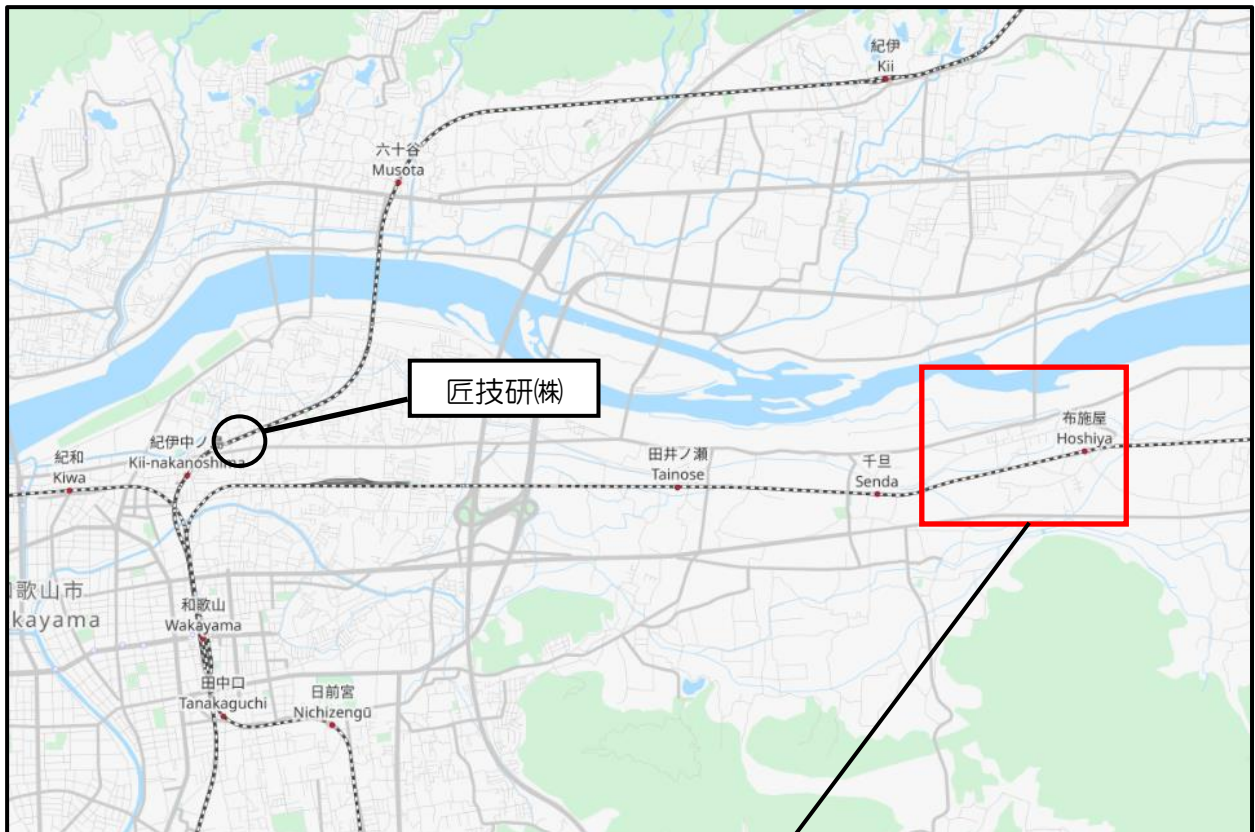 紀伊
Kii
六十谷
Musota
匠技研㈱
紀伊中ノ島
Kii-nakanoshima
紀和
Kiwa
田井ノ瀬
Tainose
千旦
Senda
布施屋
Hoshiya
歌山市
kayama
和歌山
Wakayama
田中口
Tanakaguchi
日前宮
Nichizengū